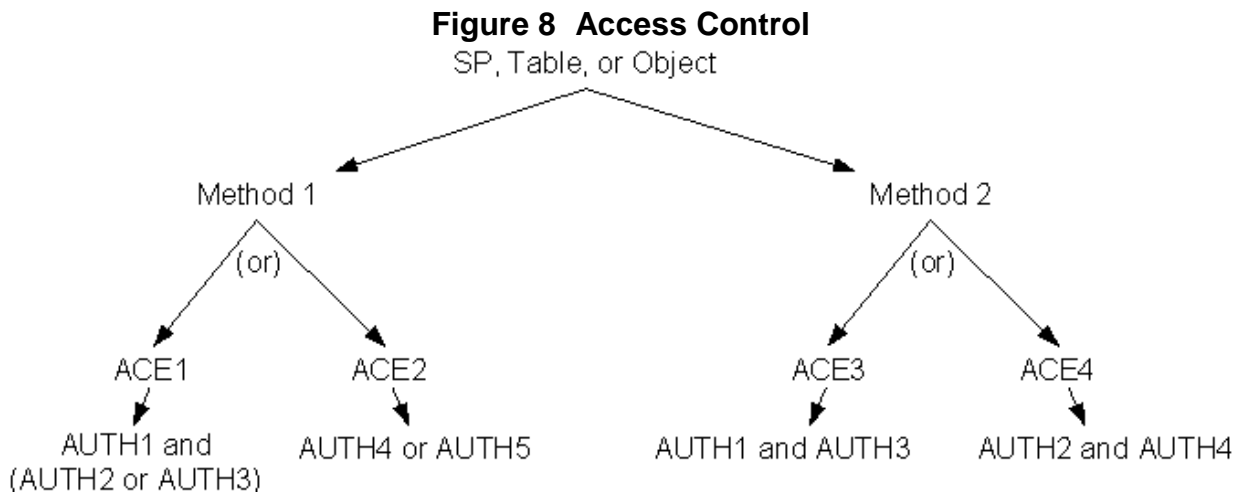 Figure 8 Access Control
SP, Table, or Object
Method 1
Method 2
(or)
(or)
ACE1
ACE2
ACE3
ACE4
AUTH1 and
(AUTH2 or AUTH3)
AUTH4 or AUTH5
AUTH1 and AUTH3
AUTH2 and AUTH4